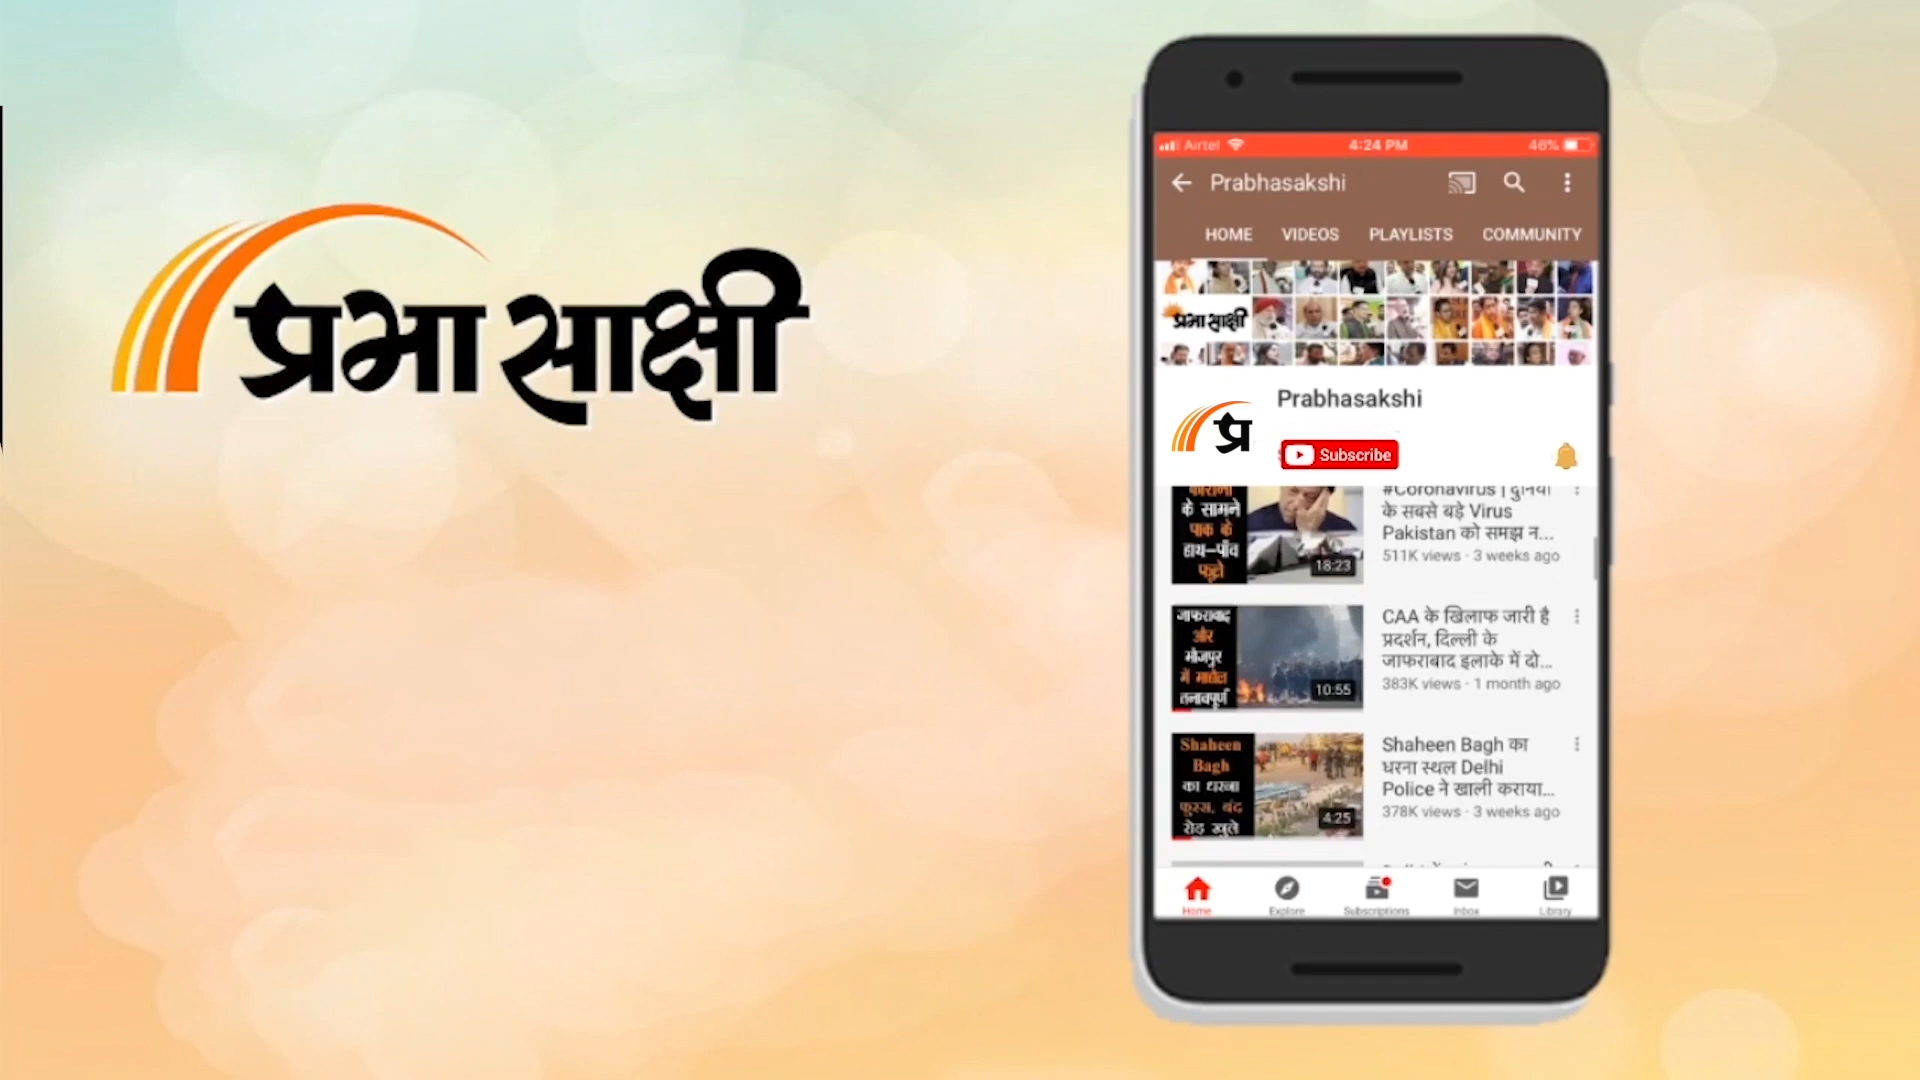 प्रभा साक्षी
Airtel 4:24 PM 46%
Prabhasakshi
HOME VIDEOS PLAYLISTS COMMUNITY
प्रभा साक्षी
Prabhasakshi
प्र
Subscribe
कोरोना
के सामने
पाक के
हाथ-पाँव
फूले
18:23
#Coronavirus | दुनिया
के सबसे बड़े Virus
Pakistan को समझ न...
511K views · 3 weeks ago
जाफराबाद
और
मौजपुर
में माहौल
तनावपूर्ण
10:55
CAA के खिलाफ जारी है
प्रदर्शन, दिल्ली के
जाफराबाद इलाके में दो...
383K views · 1 month ago
Shaheen
Bagh
का धरना
फुस्स, बंद
रोड खुले
4:25
Shaheen Bagh का
धरना स्थल Delhi
Police ने खाली कराया...
378K views · 3 weeks ago
Home Explore Subscriptions Inbox Library